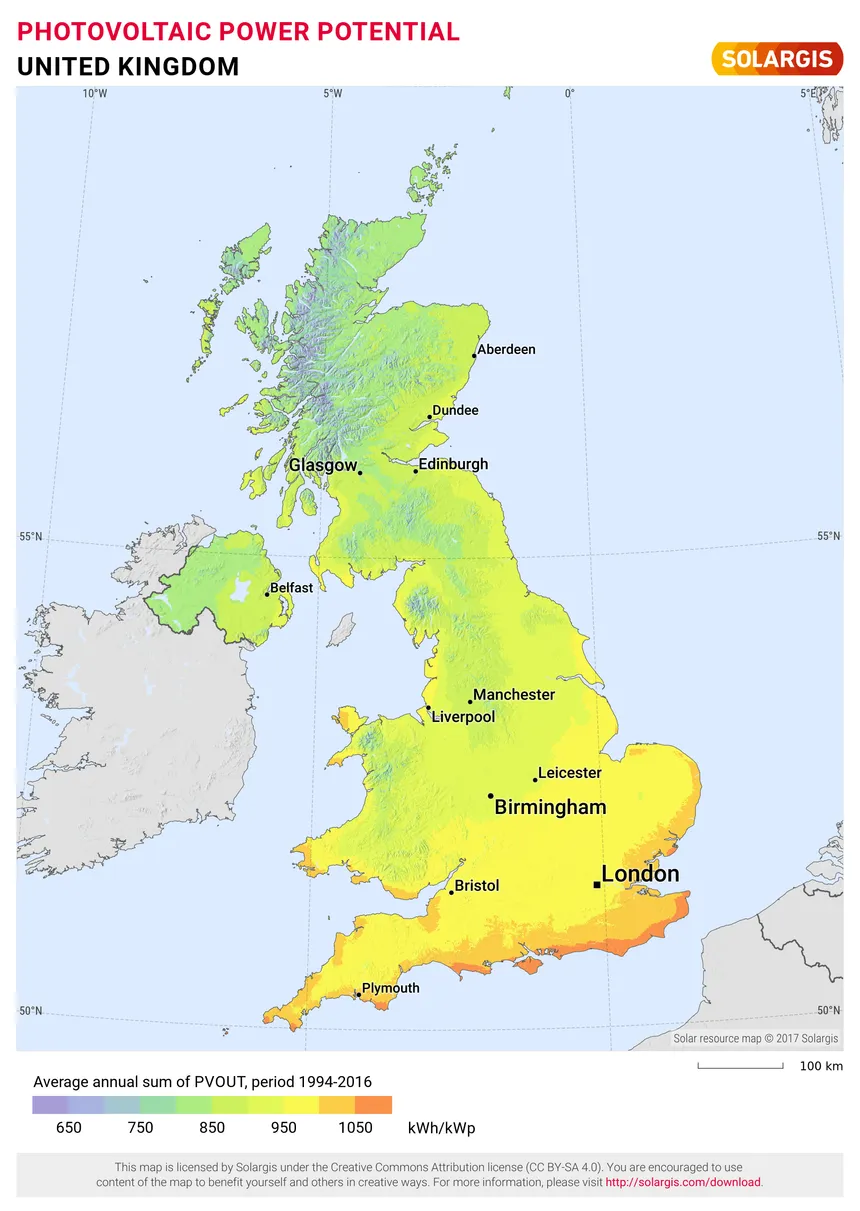 PHOTOVOLTAIC POWER POTENTIAL
UNITED KINGDOM
SOLARGIS
10°W
5°W
0°
5°E
Aberdeen
Dundee
Glasgow
Edinburgh
55°N
55°N
Belfast
Manchester
Liverpool
Leicester
Birmingham
London
Bristol
Plymouth
50°N
50°N
Solar resource map © 2017 Solargis
100 km
Average annual sum of PVOUT, period 1994-2016
650 750 850 950 1050 kWh/kWp
This map is licensed by Solargis under the Creative Commons Attribution license (CC BY-SA 4.0). You are encouraged to use
content of the map to benefit yourself and others in creative ways. For more information, please visit http://solargis.com/download.